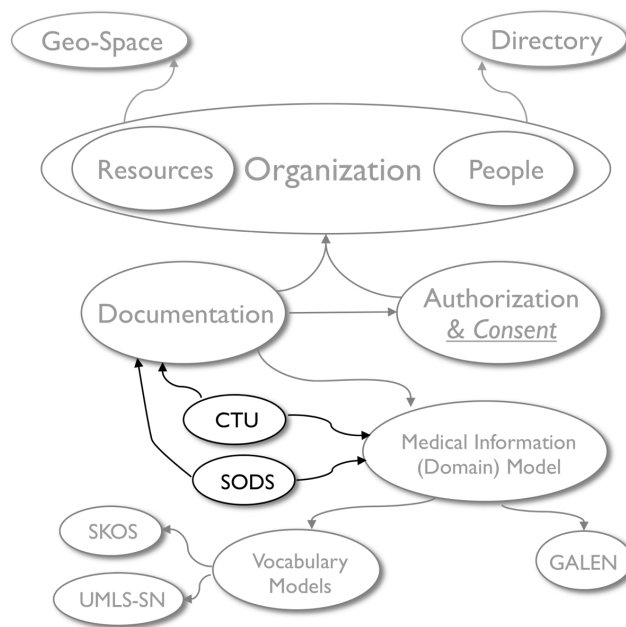 Geo-Space
Directory
Resources
Organization
People
Documentation
Authorization
& Consent
CTU
SODS
Medical Information
(Domain) Model
SKOS
UMLS-SN
Vocabulary
Models
GALEN